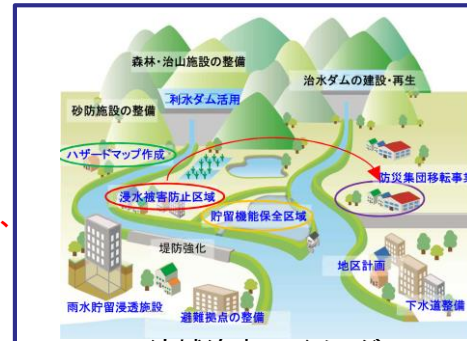 森林・治山施設の整備
治水ダムの建設・再生
利水ダム活用
砂防施設の整備
ハザードマップ作成
防災集団移転事業
浸水被害防止区域
貯留機能保全区域
堤防強化
地区計画
雨水貯留浸透施設
避難拠点の整備
下水道整備
、